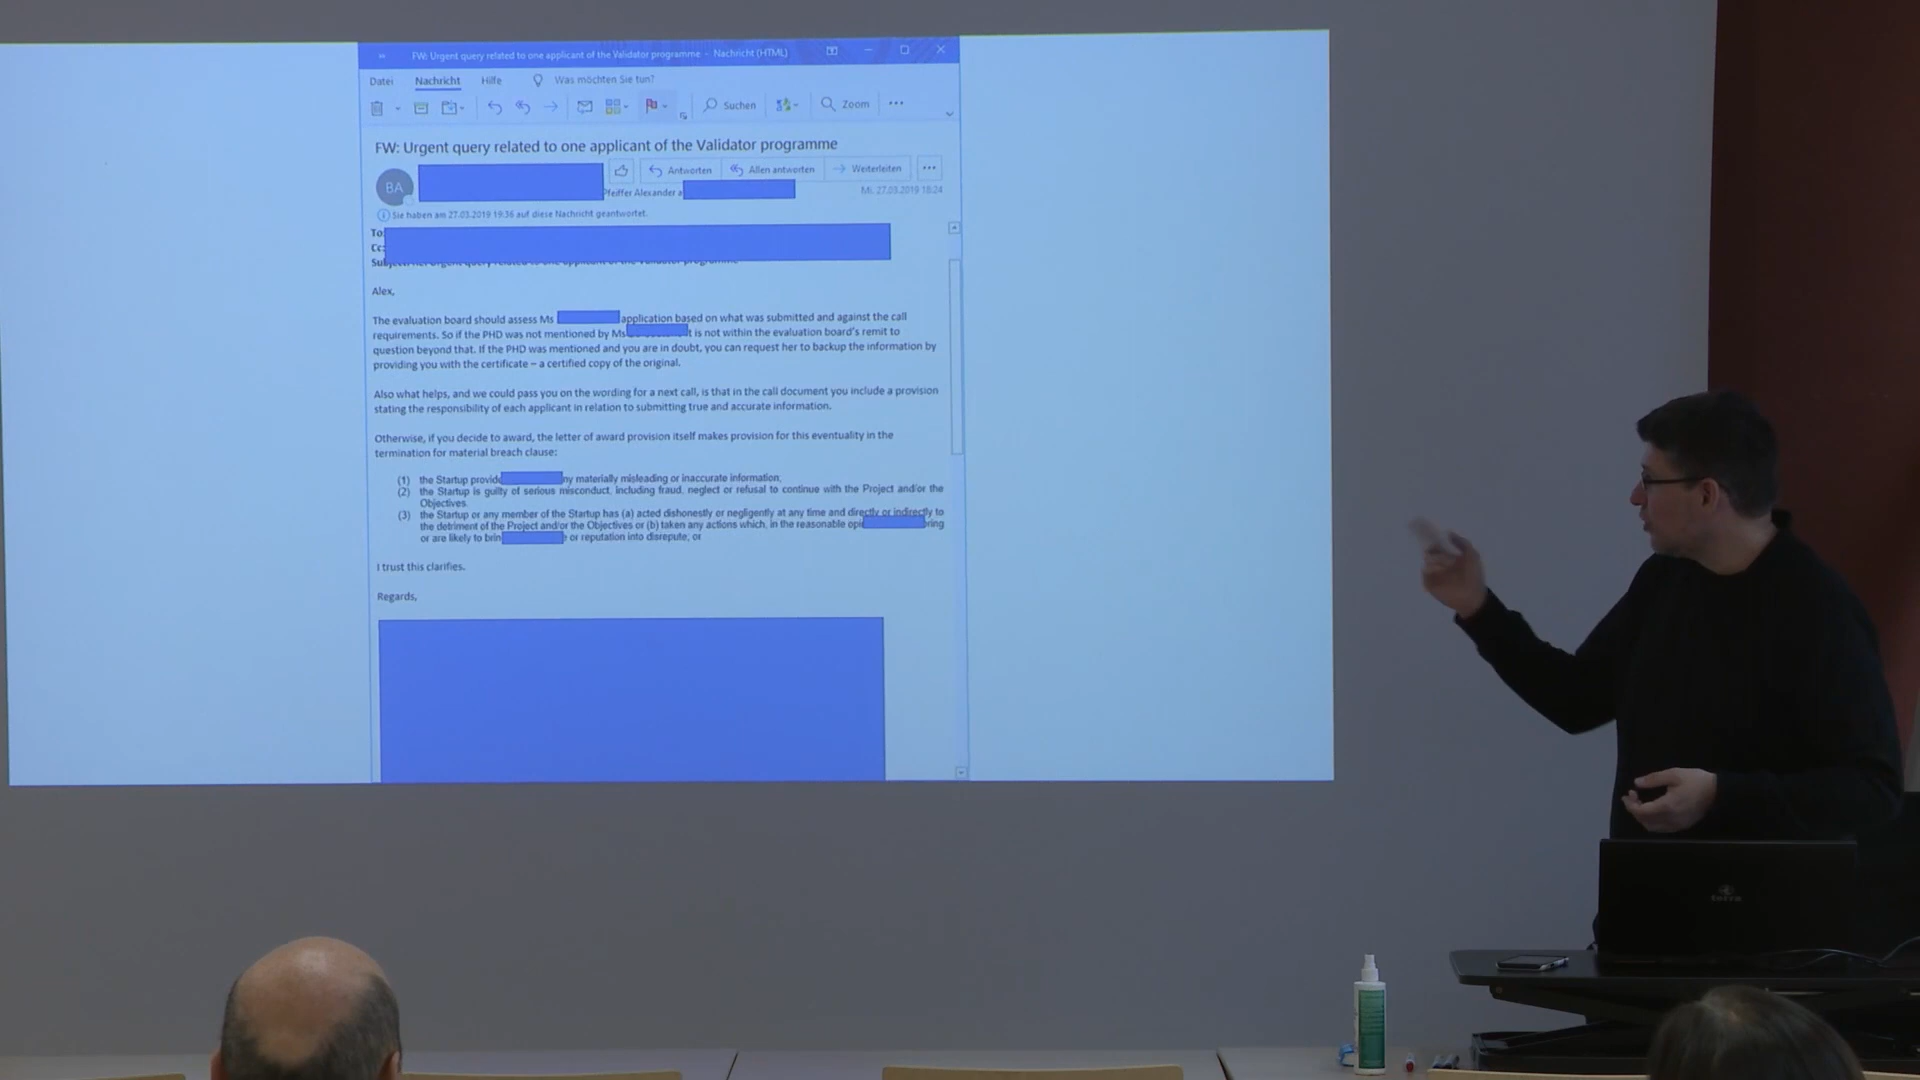 FW: Urgent query related to one applicant of the Validator programme - Nachricht (HTML)
Datei Nachricht Hilfe Was möchten Sie tun?
Suchen Zoom
FW: Urgent query related to one applicant of the Validator programme
Antworten Allen antworten Weiterleiten
BA
Pfeiffer Alexander Mi. 27.03.2019 18:24
Sie haben am 27.03.2019 19:36 auf diese Nachricht geantwortet.
To:
Cc:
Alex,
The evaluation board should assess Ms application based on what was submitted and against the call
requirements. So if the PHD was not mentioned by Ms it is not within the evaluation board's remit to
question beyond that. If the PHD was mentioned and you are in doubt, you can request her to backup the information by
providing you with the certificate – a certified copy of the original.
Also what helps, and we could pass you on the wording for a next call, is that in the call document you include a provision
stating the responsibility of each applicant in relation to submitting true and accurate information.
Otherwise, if you decide to award, the letter of award provision itself makes provision for this eventuality in the
termination for material breach clause:
(1) the Startup provide ny materially misleading or inaccurate information;
(2) the Startup is guilty of serious misconduct, including fraud, neglect or refusal to continue with the Project and/or the
Objectives.
(3) the Startup or any member of the Startup has (a) acted dishonestly or negligently at any time and directly or indirectly to
the detriment of the Project and/or the Objectives or (b) taken any actions which, in the reasonable opi ring
or are likely to brin e or reputation into disrepute; or
I trust this clarifies.
Regards,
terra